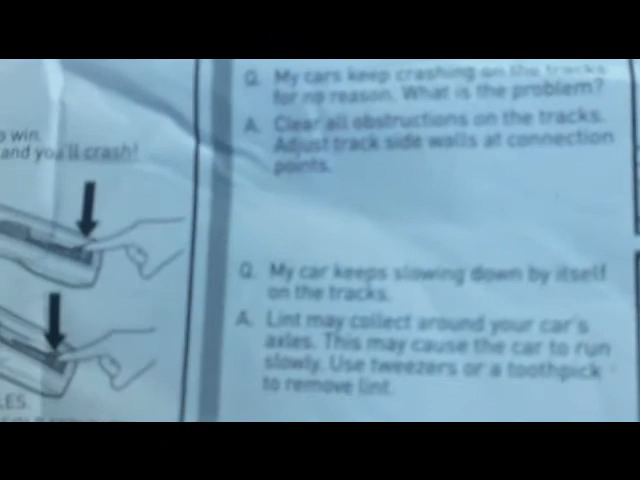 o win.
and you'll crash!
LES.
Q. My cars keep crashing on the tracks
for no reason. What is the problem?
A. Clear all obstructions on the tracks.
Adjust track side walls at connection
points.
Q. My car keeps slowing down by itself
on the tracks.
A. Lint may collect around your car's
axles. This may cause the car to run
slowly. Use tweezers or a toothpick
to remove lint.